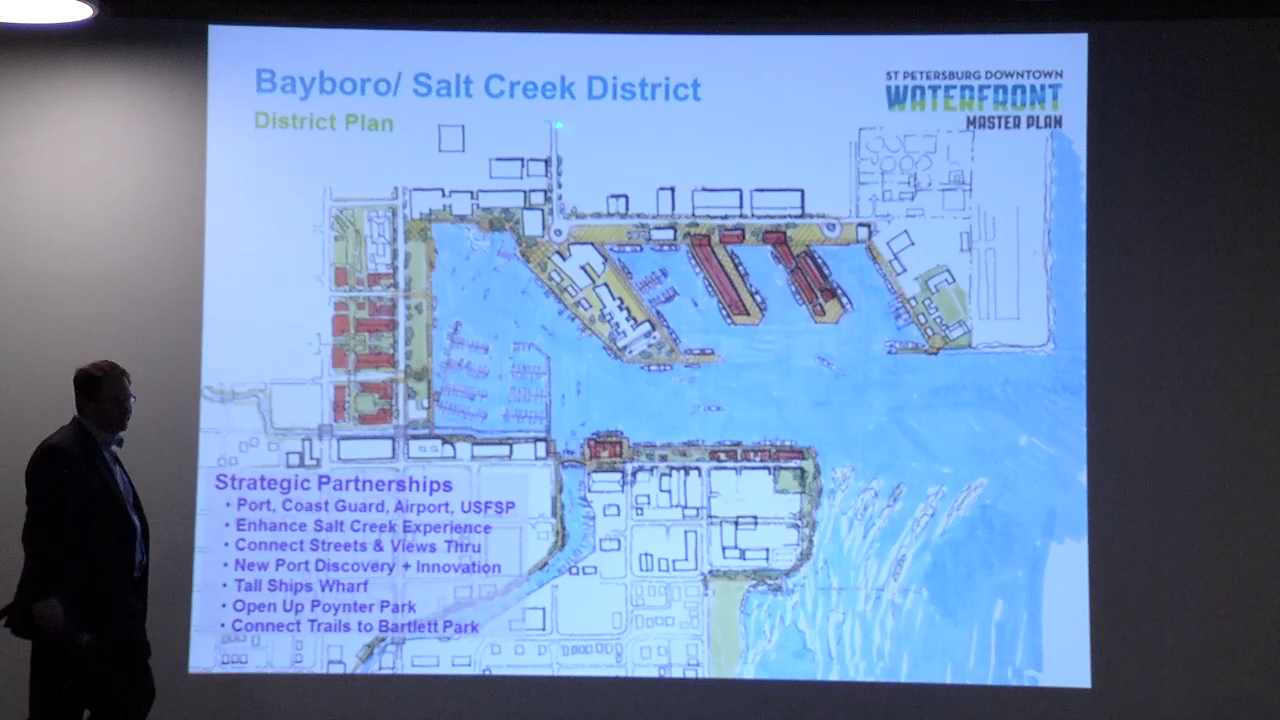 Bayboro/ Salt Creek District
District Plan
ST PETERSBURG DOWNTOWN
WATERFRONT
MASTER PLAN
Strategic Partnerships
• Port, Coast Guard, Airport, USFSP
• Enhance Salt Creek Experience
• Connect Streets & Views Thru
• New Port Discovery + Innovation
• Tall Ships Wharf
• Open Up Poynter Park
• Connect Trails to Bartlett Park